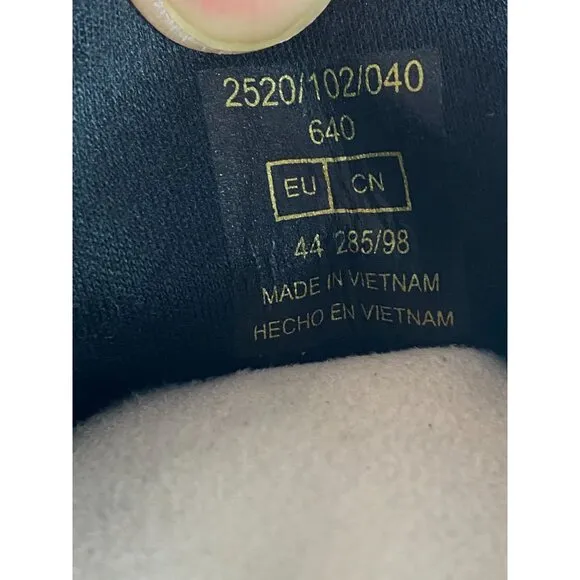 2520/102/040
640
EU CN
44 285/98
MADE IN VIETNAM
HECHO EN VIETNAM